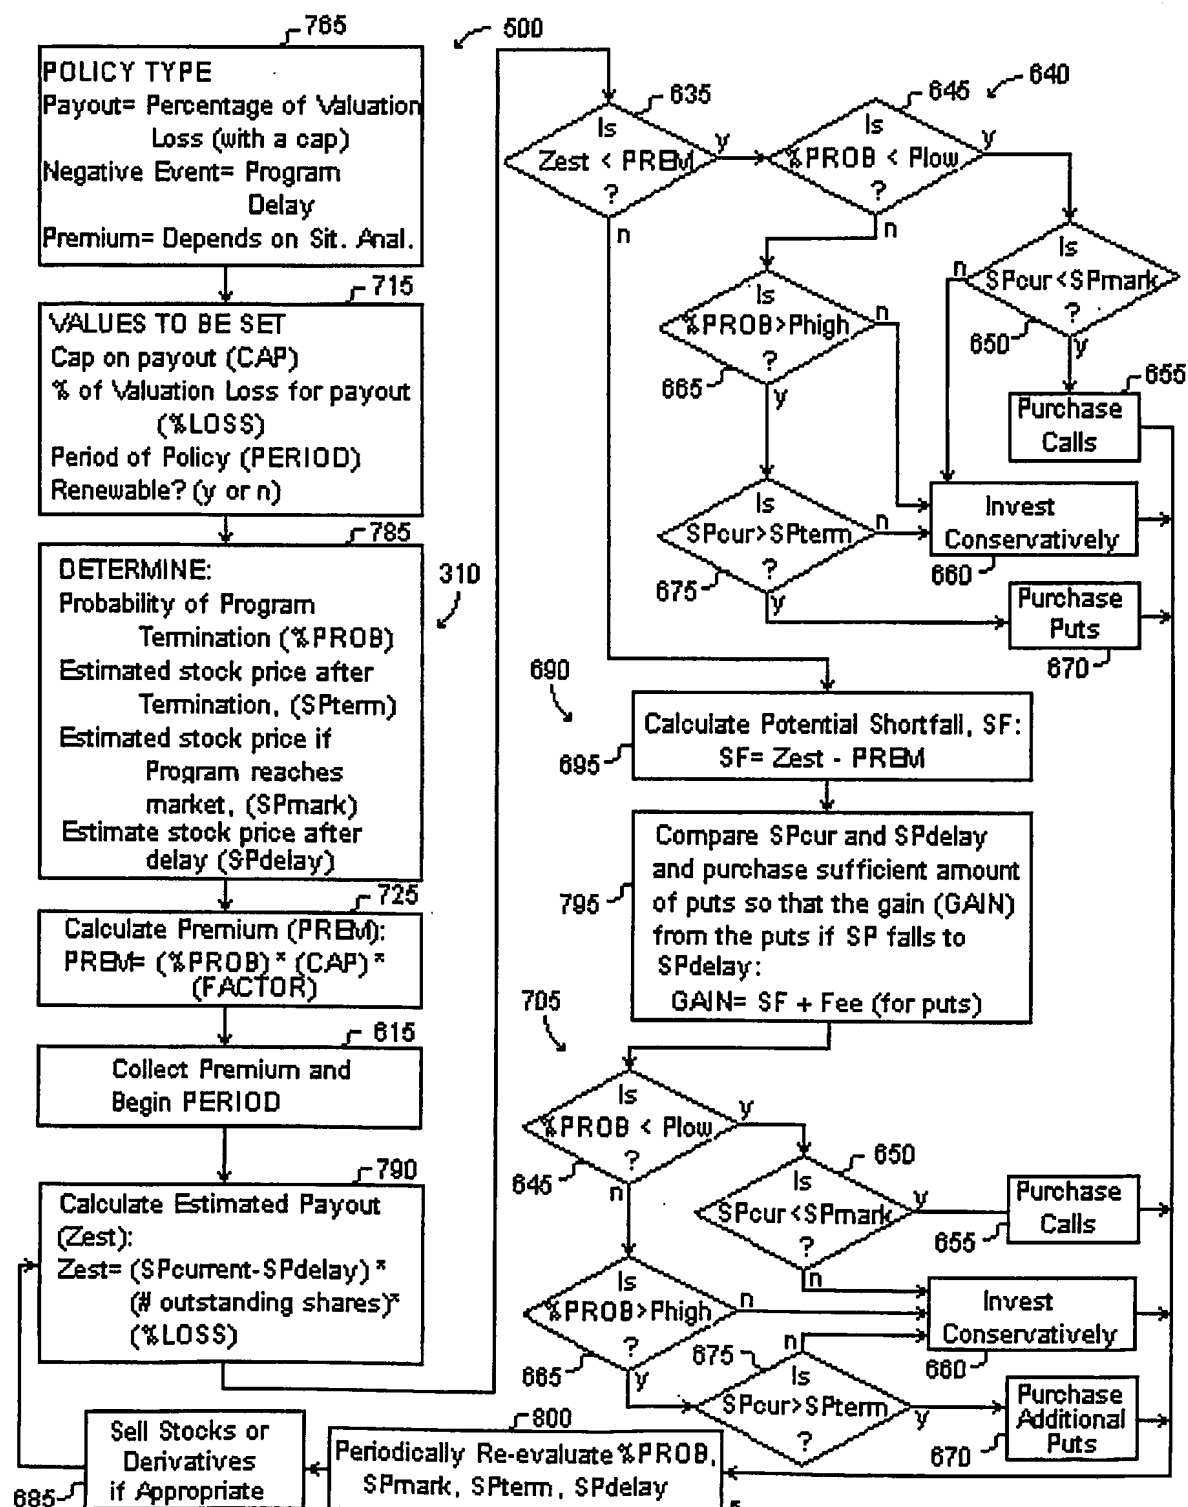 765
POLICY TYPE
Payout= Percentage of Valuation
Loss (with a cap)
Negative Event= Program
Delay
Premium= Depends on Sit. Anal.
715
VALUES TO BE SET
Cap on payout (CAP)
% of Valuation Loss for payout
(%LOSS)
Period of Policy (PERIOD)
Renewable? (y or n)
785
DETERMINE:
Probability of Program
Termination (%PROB)
Estimated stock price after
Termination, (SPterm)
Estimated stock price if
Program reaches
market, (SPmark)
Estimate stock price after
delay (SPdelay)
310
725
Calculate Premium (PREM):
PREM= (%PROB)* (CAP)*
(FACTOR)
615
Collect Premium and
Begin PERIOD
790
Calculate Estimated Payout
(Zest):
Zest= (SPcurrent-SPdelay)*
(# outstanding shares)*
(%LOSS)
500
635
Is
Zest < PREM
?
y
n
645
640
Is
%PROB < Plow
?
y
n
Is
SPcur<SPmark
?
n
650
y
655
Purchase
Calls
Is
%PROB>Phigh
?
n
665
y
Is
SPcur>SPterm
?
n
675
y
Invest
Conservatively
660
Purchase
Puts
670
690
Calculate Potential Shortfall, SF:
SF= Zest - PREM
695
Compare SPcur and SPdelay
and purchase sufficient amount
of puts so that the gain (GAIN)
from the puts if SP falls to
SPdelay:
GAIN= SF + Fee (for puts)
795
705
Is
%PROB < Plow
?
y
645
n
650
Is
SPcur<SPmark
?
y
n
Purchase
Calls
655
Is
%PROB>Phigh
?
n
665
y
Invest
Conservatively
660
675
n
Is
SPcur>SPterm
?
y
Purchase
Additional
Puts
670
800
Periodically Re-evaluate %PROB,
SPmark, SPterm, SPdelay
Sell Stocks or
Derivatives
if Appropriate
685